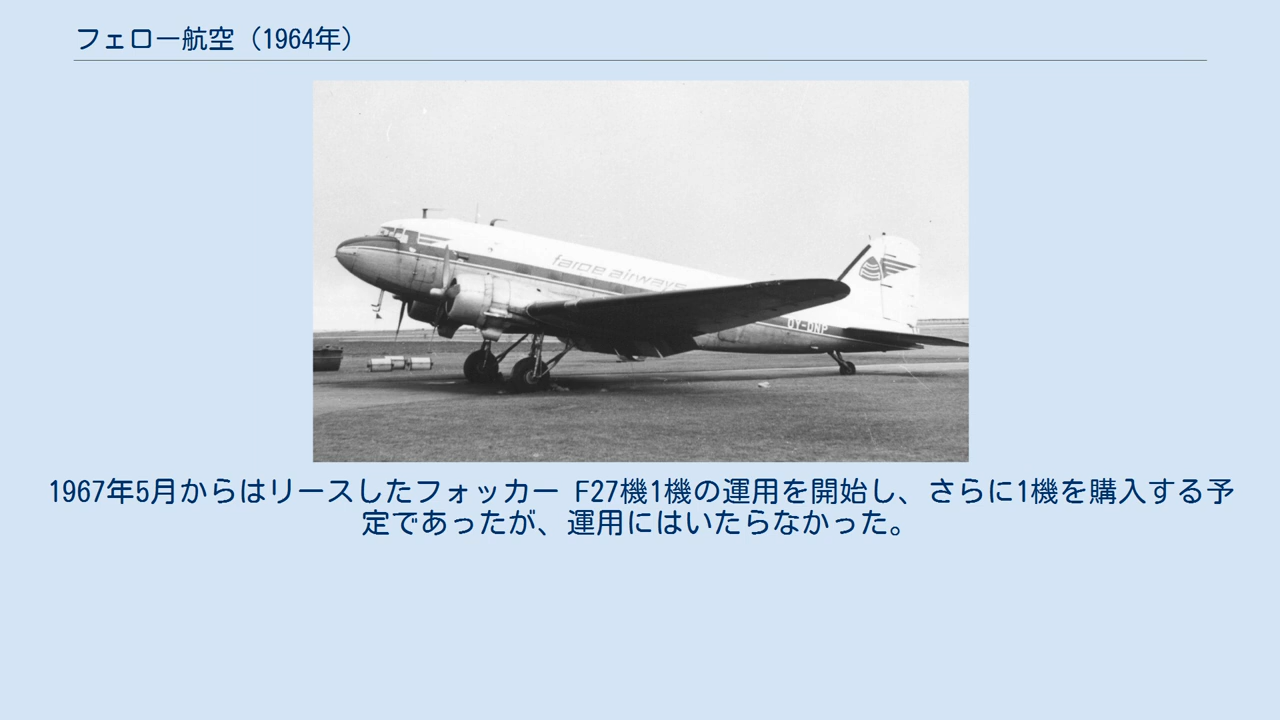 フェロー航空（1964年）
faroe airways
OY-DNP
1967年5月からはリースしたフォッカー F27機1機の運用を開始し、さらに1機を購入する予
定であったが、運用にはいたらなかった。